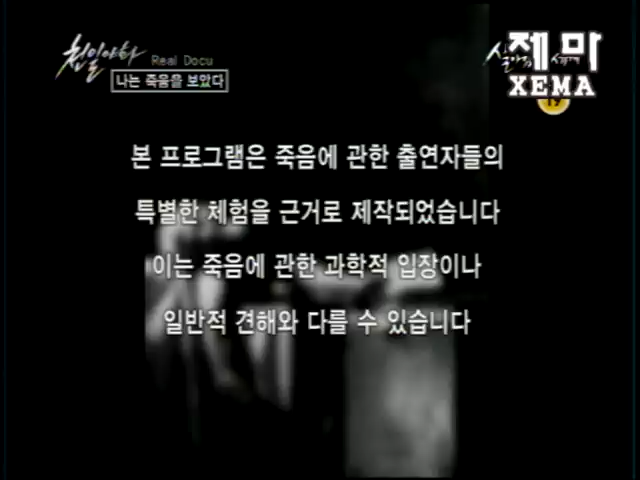 천일야화
Real Docu
나는 죽음을 보았다
제 마
XEMA
19
본 프로그램은 죽음에 관한 출연자들의
특별한 체험을 근거로 제작되었습니다
이는 죽음에 관한 과학적 입장이나
일반적 견해와 다를 수 있습니다